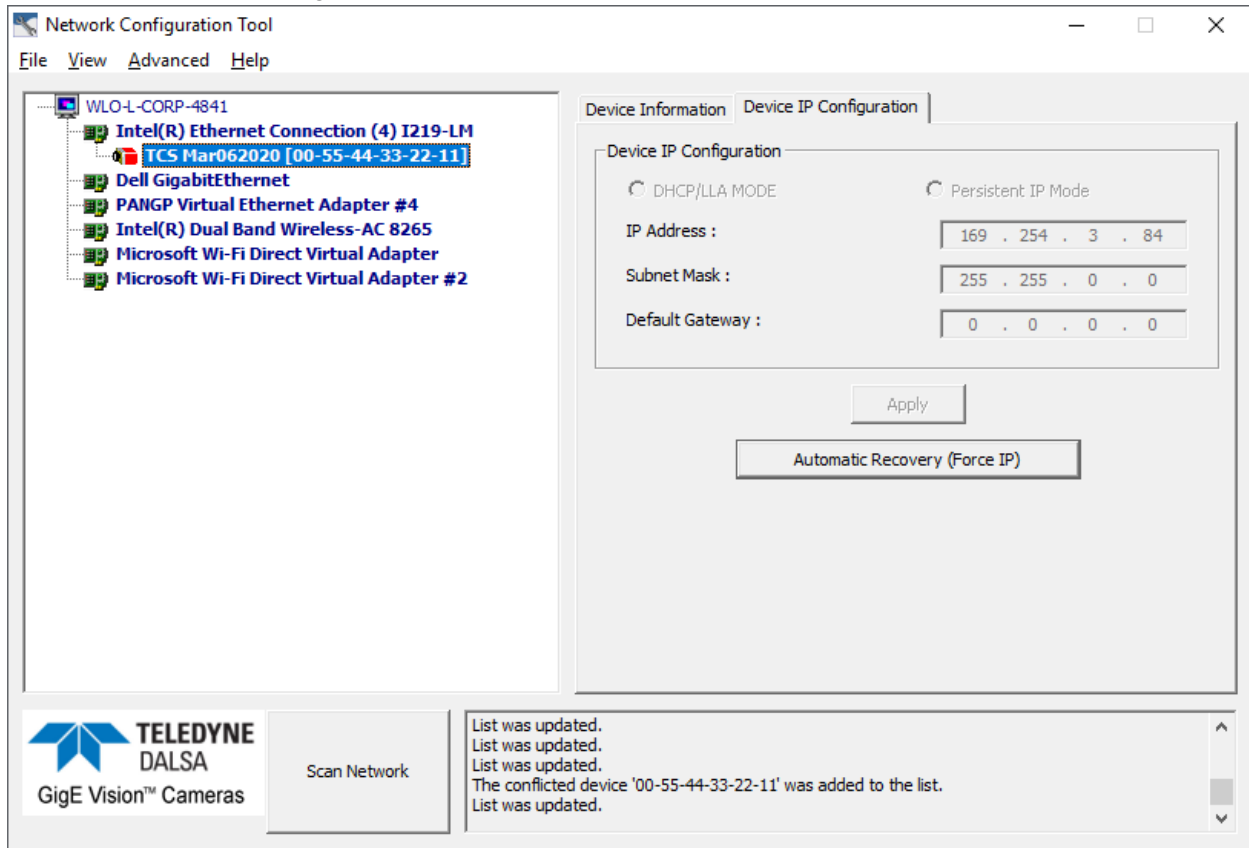 Network Configuration Tool
File View Advanced Help
WLO-L-CORP-4841
Intel(R) Ethernet Connection (4) I219-LM
TCS Mar062020 [00-55-44-33-22-11]
Dell GigabitEthernet
PANGP Virtual Ethernet Adapter #4
Intel(R) Dual Band Wireless-AC 8265
Microsoft Wi-Fi Direct Virtual Adapter
Microsoft Wi-Fi Direct Virtual Adapter #2
Device Information Device IP Configuration
Device IP Configuration
DHCP/LLA MODE Persistent IP Mode
IP Address : 169 . 254 . 3 . 84
Subnet Mask : 255 . 255 . 0 . 0
Default Gateway : 0 . 0 . 0 . 0
Apply
Automatic Recovery (Force IP)
TELEDYNE
DALSA
GigE Vision™ Cameras
Scan Network
List was updated.
List was updated.
List was updated.
The conflicted device '00-55-44-33-22-11' was added to the list.
List was updated.